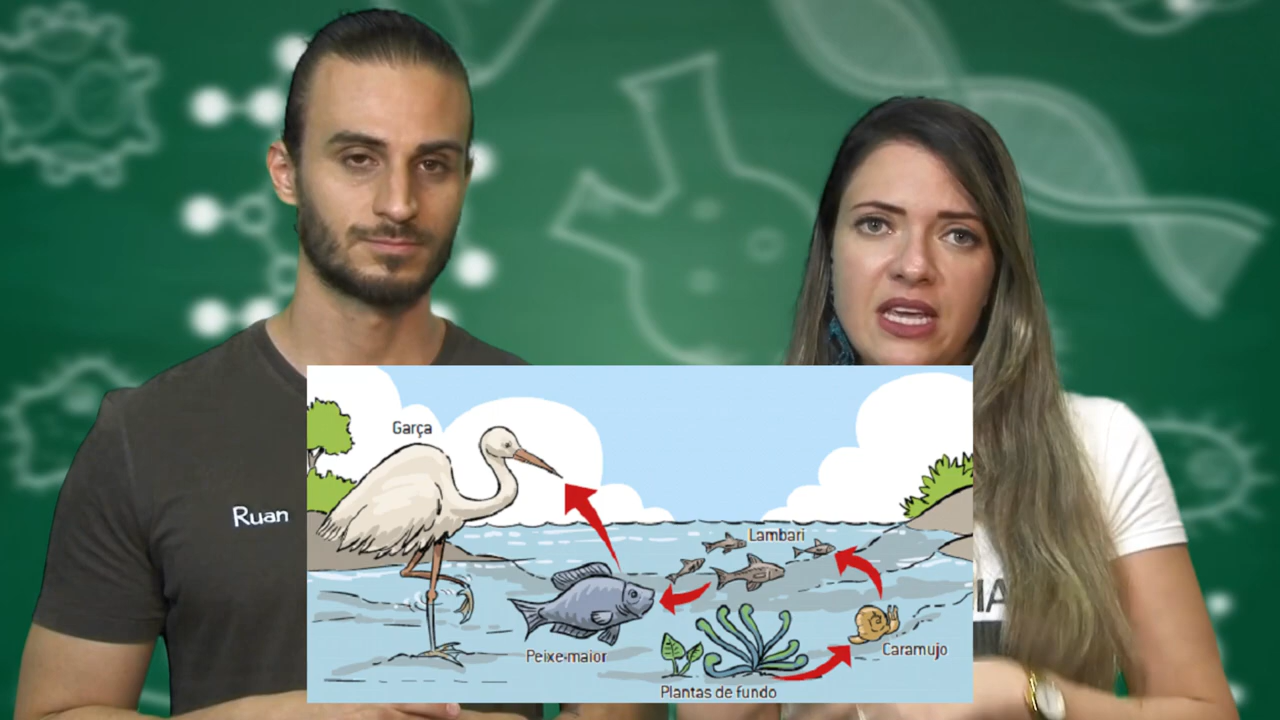 Garça
Ruan
Lambari
Peixe maior
Caramujo
Plantas de fundo